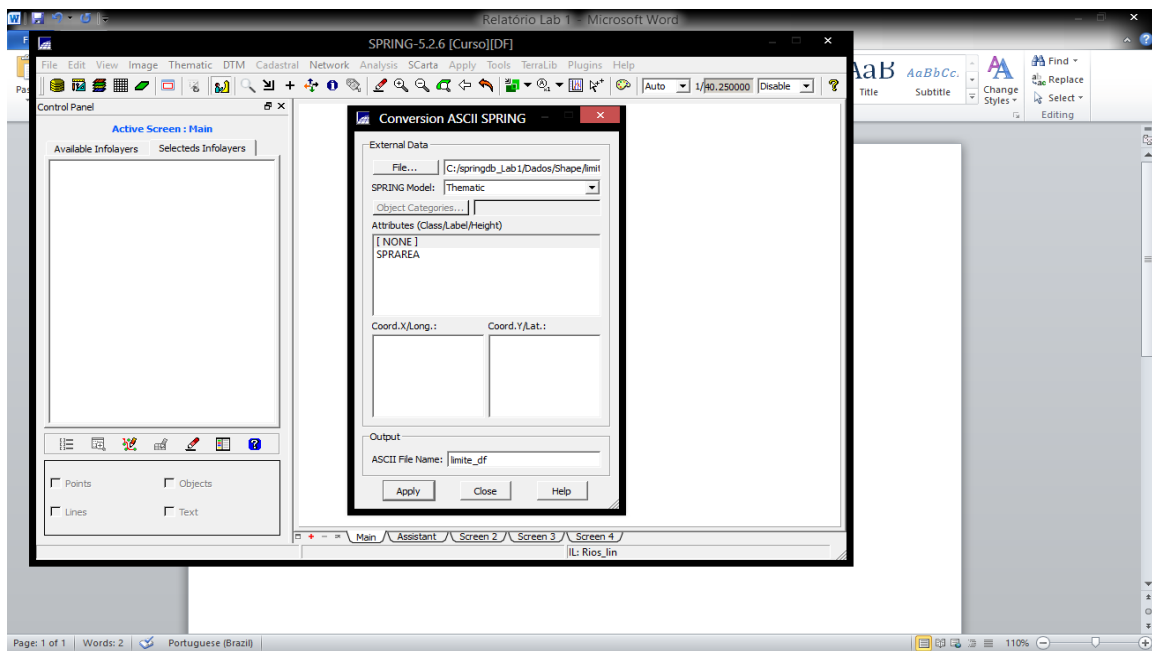 Relatório Lab 1 - Microsoft Word
F
SPRING-5.2.6 [Curso][DF]
File Edit View Image Thematic DTM Cadastral Network Analysis SCarta Apply Tools TerraLib Plugins Help
Auto 1/ 40.250000 Disable
Pas
AaB Title
AaBbCc. Subtitle
Change Styles
Find
Replace
Select
Editing
Control Panel
Active Screen : Main
Available Infolayers Selecteds Infolayers
Points Objects
Lines Text
Conversion ASCII SPRING
External Data
File... C:/springdb_Lab1/Dados/Shape/limit
SPRING Model: Thematic
Object Categories...
Attributes (Class/Label/Height)
[ NONE ]
SPRAREA
Coord.X/Long.: Coord.Y/Lat.:
Output
ASCII File Name: limite_df
Apply Close Help
Main Assistant Screen 2 Screen 3 Screen 4
IL: Rios_lin
Page: 1 of 1 Words: 2 Portuguese (Brazil) 110%